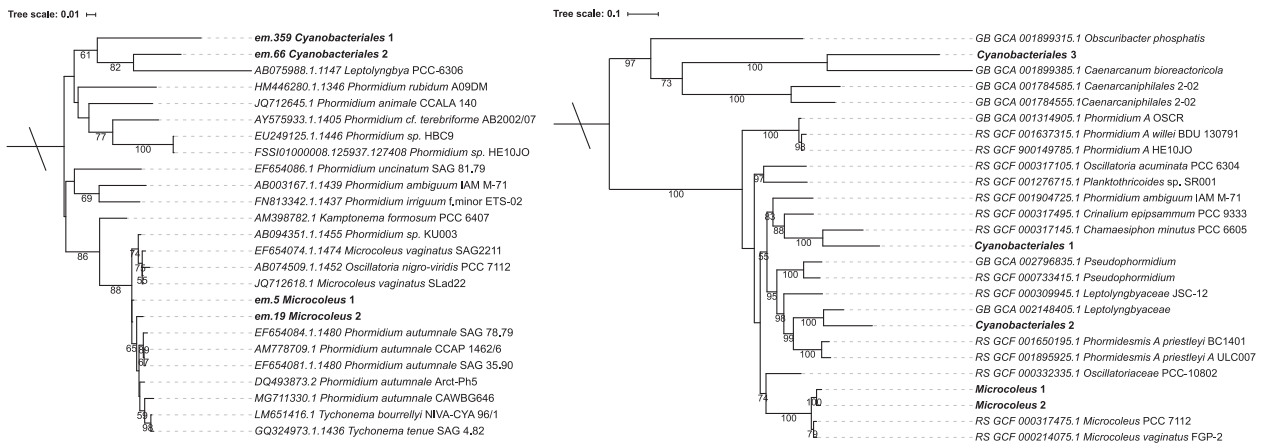 Tree scale: 0.01
em.359 Cyanobacteriales 1
61
em.66 Cyanobacteriales 2
82
AB075988.1.1147 Leptolyngbya PCC-6306
HM446280.1.1346 Phormidium rubidum A09DM
JQ712645.1 Phormidium animale CCALA 140
AY575933.1.1405 Phormidium cf. terebriforme AB2002/07
77
EU249125.1.1446 Phormidium sp. HBC9
100
FSSI01000008.125937.127408 Phormidium sp. HE10JO
EF654086.1 Phormidium uncinatum SAG 81.79
AB003167.1.1439 Phormidium ambiguum IAM M-71
69
FN813342.1.1437 Phormidium irriguum f.minor ETS-02
AM398782.1 Kamptonema formosum PCC 6407
AB094351.1.1455 Phormidium sp. KU003
86
74
EF654074.1.1474 Microcoleus vaginatus SAG2211
AB074509.1.1452 Oscillatoria nigro-viridis PCC 7112
75
55
JQ712618.1 Microcoleus vaginatus SLad22
88
em.5 Microcoleus 1
em.19 Microcoleus 2
EF654084.1.1480 Phormidium autumnale SAG 78.79
65
AM778709.1 Phormidium autumnale CCAP 1462/6
67
EF654081.1.1480 Phormidium autumnale SAG 35.90
DQ493873.2 Phormidium autumnale Arct-Ph5
MG711330.1 Phormidium autumnale CAWBG646
59
LM651416.1 Tychonema bourrellyi NIVA-CYA 96/1
98
GQ324973.1.1436 Tychonema tenue SAG 4.82
Tree scale: 0.1
GB GCA 001899315.1 Obscuribacter phosphatis
Cyanobacteriales 3
97
100
73
GB GCA 001899385.1 Caenarcanum bioreactoricola
GB GCA 001784585.1 Caenarcaniphilales 2-02
100
GB GCA 001784555.1Caenarcaniphilales 2-02
GB GCA 001314905.1 Phormidium A OSCR
100
RS GCF 001637315.1 Phormidium A willei BDU 130791
98
RS GCF 900149785.1 Phormidium A HE10JO
RS GCF 000317105.1 Oscillatoria acuminata PCC 6304
97
RS GCF 001276715.1 Planktothricoides sp. SR001
100
RS GCF 001904725.1 Phormidium ambiguum IAM M-71
83
RS GCF 000317495.1 Crinalium epipsammum PCC 9333
88
RS GCF 000317145.1 Chamaesiphon minutus PCC 6605
100
Cyanobacteriales 1
55
GB GCA 002796835.1 Pseudophormidium
100
RS GCF 000733415.1 Pseudophormidium
95
RS GCF 000309945.1 Leptolyngbyaceae JSC-12
GB GCA 002148405.1 Leptolyngbyaceae
98
Cyanobacteriales 2
99
RS GCF 001650195.1 Phormidesmis A priestleyi BC1401
100
RS GCF 001895925.1 Phormidesmis A priestleyi A ULC007
RS GCF 000332335.1 Oscillatoriaceae PCC-10802
74
Microcoleus 1
100
Microcoleus 2
100
RS GCF 000317475.1 Microcoleus PCC 7112
79
RS GCF 000214075.1 Microcoleus vaginatus FGP-2